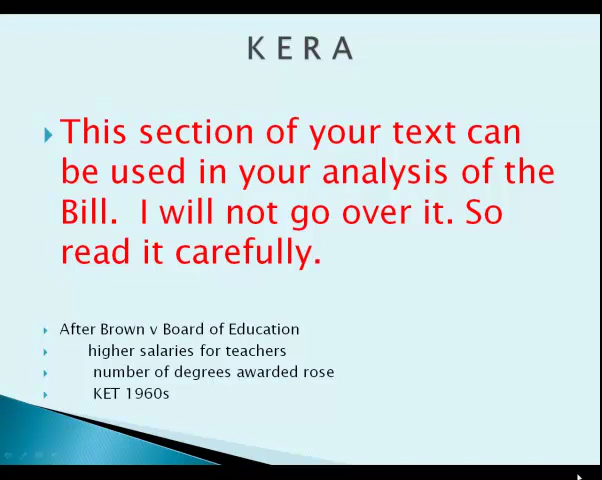 K E R A
This section of your text can
be used in your analysis of the
Bill. I will not go over it. So
read it carefully.
After Brown v Board of Education
higher salaries for teachers
number of degrees awarded rose
KET 1960s